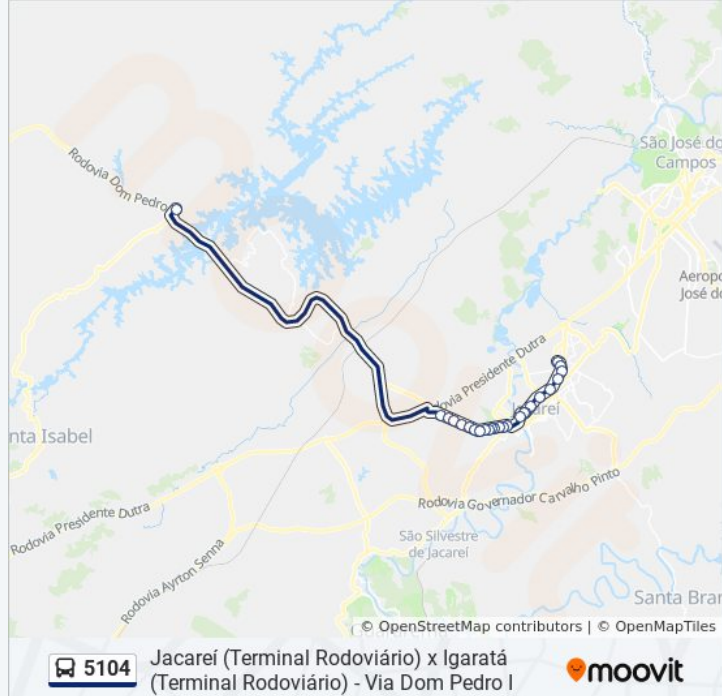 São José do
Campos
Rodovia Dom Pedro
Aeropo
José do
Rodovia Presidente Dutra
Jacareí
nta Isabel
Rodovia Governador Carvalho Pinto
Rodovia Presidente Dutra
São Silvestre
de Jacareí
Rodovia Ayrton Senna
Santa Bran
© OpenStreetMap contributors | © OpenMapTiles
5104
Jacareí (Terminal Rodoviário) x Igaratá
(Terminal Rodoviário) - Via Dom Pedro I
moovit